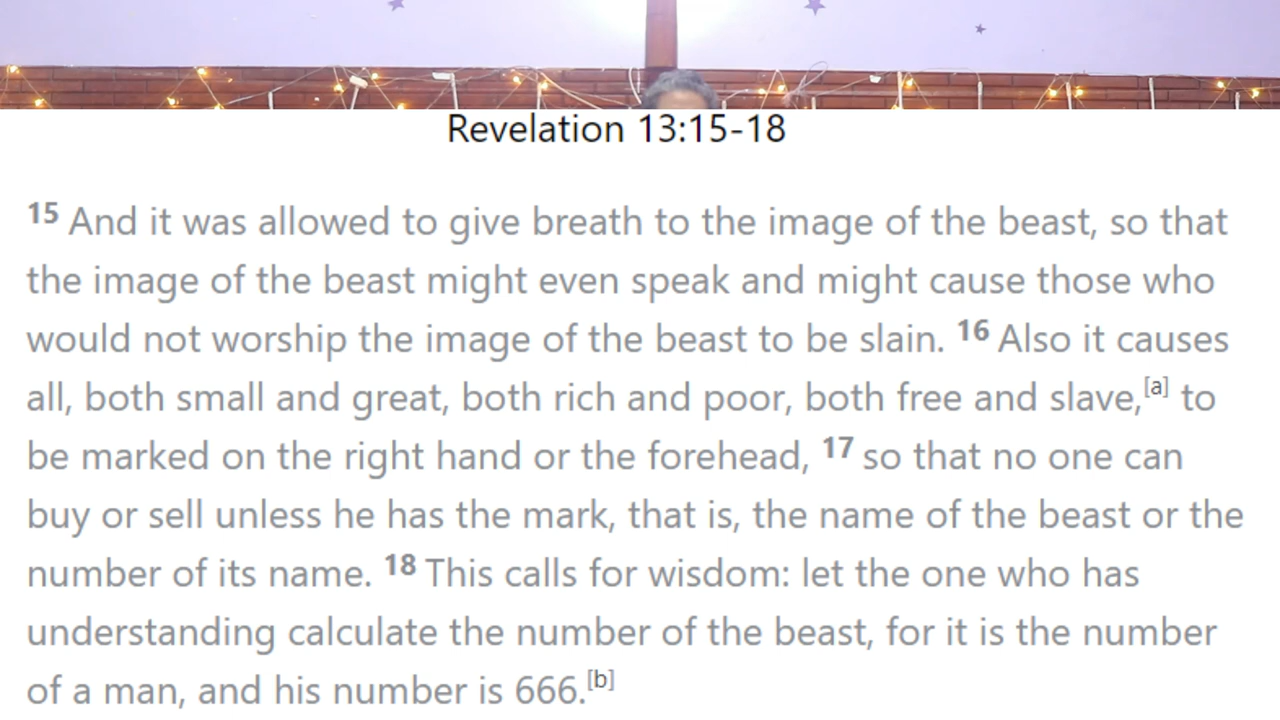 Revelation 13:15-18
15 And it was allowed to give breath to the image of the beast, so that
the image of the beast might even speak and might cause those who
would not worship the image of the beast to be slain. 16 Also it causes
all, both small and great, both rich and poor, both free and slave,[a] to
be marked on the right hand or the forehead, 17 so that no one can
buy or sell unless he has the mark, that is, the name of the beast or the
number of its name. 18 This calls for wisdom: let the one who has
understanding calculate the number of the beast, for it is the number
of a man, and his number is 666.[b]